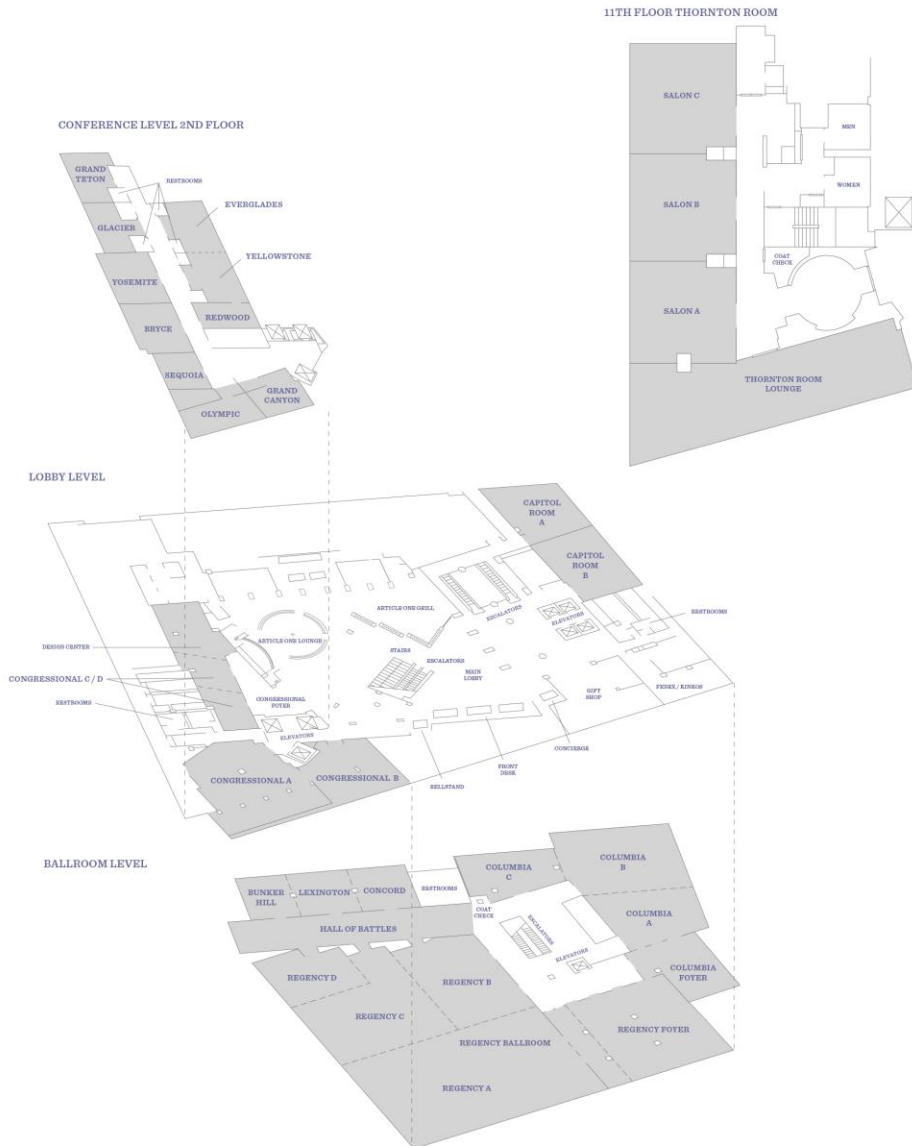 11TH FLOOR THORNTON ROOM
SALON C
MEN
WOMEN
SALON B
COAT
CHECK
SALON A
THORNTON ROOM
LOUNGE
CONFERENCE LEVEL 2ND FLOOR
GRAND
TETON
RESTROOMS
EVERGLADES
GLACIER
YELLOWSTONE
YOSEMITE
REDWOOD
BRYCE
SEQUOIA
GRAND
CANYON
OLYMPIC
LOBBY LEVEL
CAPITOL
ROOM
A
CAPITOL
ROOM
B
ESCALATORS
ELEVATORS
RESTROOMS
ARTICLE ONE GRILL
ARTICLE ONE LOUNGE
DESIGN CENTER
STAIRS
ESCALATORS
MAIN
LOBBY
CONGRESSIONAL C / D
CONGRESSIONAL
FOYER
GIFT
SHOP
FEDEX / KINKOS
RESTROOMS
ELEVATORS
CONCIERGE
FRONT
DESK
BELLSTAND
CONGRESSIONAL A
CONGRESSIONAL B
BALLROOM LEVEL
BUNKER
HILL
LEXINGTON
CONCORD
RESTROOMS
COLUMBIA
C
COLUMBIA
B
COAT
CHECK
HALL OF BATTLES
ESCALATORS
COLUMBIA
A
ELEVATORS
COLUMBIA
FOYER
REGENCY D
REGENCY B
REGENCY C
REGENCY FOYER
REGENCY BALLROOM
REGENCY A